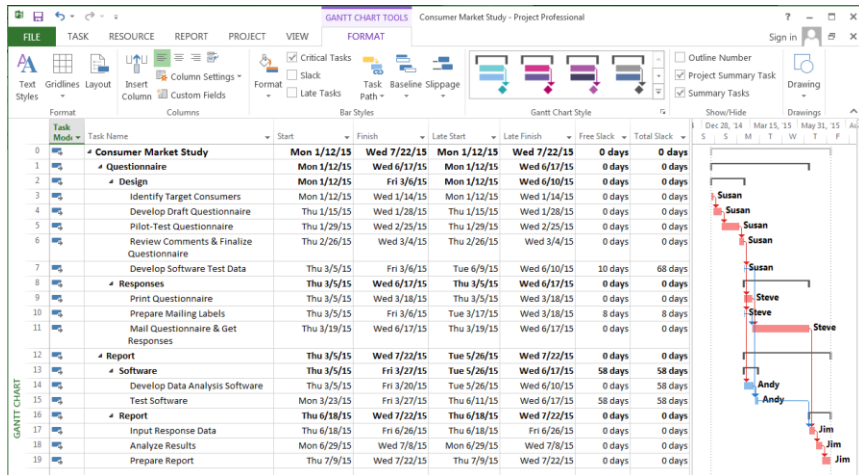 GANTT CHART TOOLS Consumer Market Study - Project Professional ?
FILE TASK RESOURCE REPORT PROJECT VIEW FORMAT Sign in
Text Styles Gridlines Layout Insert Column Column Settings Custom Fields Format Critical Tasks Slack Late Tasks Task Path Baseline Slippage Outline Number Project Summary Task Summary Tasks Drawing
Format Columns Bar Styles Gantt Chart Style Show/Hide Drawings
Task Mode Task Name Start Finish Late Start Late Finish Free Slack Total Slack Dec 28, '14 Mar 15, '15 May 31, '15
S S M T W T
0 Consumer Market Study Mon 1/12/15 Wed 7/22/15 Mon 1/12/15 Wed 7/22/15 0 days 0 days
1 Questionnaire Mon 1/12/15 Wed 6/17/15 Mon 1/12/15 Wed 6/17/15 0 days 0 days
2 Design Mon 1/12/15 Fri 3/6/15 Mon 1/12/15 Wed 6/10/15 0 days 0 days
3 Identify Target Consumers Mon 1/12/15 Wed 1/14/15 Mon 1/12/15 Wed 1/14/15 0 days 0 days Susan
4 Develop Draft Questionnaire Thu 1/15/15 Wed 1/28/15 Thu 1/15/15 Wed 1/28/15 0 days 0 days Susan
5 Pilot-Test Questionnaire Thu 1/29/15 Wed 2/25/15 Thu 1/29/15 Wed 2/25/15 0 days 0 days Susan
6 Review Comments & Finalize Questionnaire Thu 2/26/15 Wed 3/4/15 Thu 2/26/15 Wed 3/4/15 0 days 0 days Susan
7 Develop Software Test Data Thu 3/5/15 Fri 3/6/15 Tue 6/9/15 Wed 6/10/15 10 days 68 days Susan
8 Responses Thu 3/5/15 Wed 6/17/15 Thu 3/5/15 Wed 6/17/15 0 days 0 days
9 Print Questionnaire Thu 3/5/15 Wed 3/18/15 Thu 3/5/15 Wed 3/18/15 0 days 0 days Steve
10 Prepare Mailing Labels Thu 3/5/15 Fri 3/6/15 Tue 3/17/15 Wed 3/18/15 8 days 8 days Steve
11 Mail Questionnaire & Get Responses Thu 3/19/15 Wed 6/17/15 Thu 3/19/15 Wed 6/17/15 0 days 0 days Steve
12 Report Thu 3/5/15 Wed 7/22/15 Tue 5/26/15 Wed 7/22/15 0 days 0 days
13 Software Thu 3/5/15 Fri 3/27/15 Tue 5/26/15 Wed 6/17/15 58 days 58 days
14 Develop Data Analysis Software Thu 3/5/15 Fri 3/20/15 Tue 5/26/15 Wed 6/10/15 0 days 58 days Andy
15 Test Software Mon 3/23/15 Fri 3/27/15 Thu 6/11/15 Wed 6/17/15 58 days 58 days Andy
16 Report Thu 6/18/15 Wed 7/22/15 Thu 6/18/15 Wed 7/22/15 0 days 0 days
17 Input Response Data Thu 6/18/15 Fri 6/26/15 Thu 6/18/15 Fri 6/26/15 0 days 0 days Jim
18 Analyze Results Mon 6/29/15 Wed 7/8/15 Mon 6/29/15 Wed 7/8/15 0 days 0 days Jim
19 Prepare Report Thu 7/9/15 Wed 7/22/15 Thu 7/9/15 Wed 7/22/15 0 days 0 days Jim
GANTT CHART